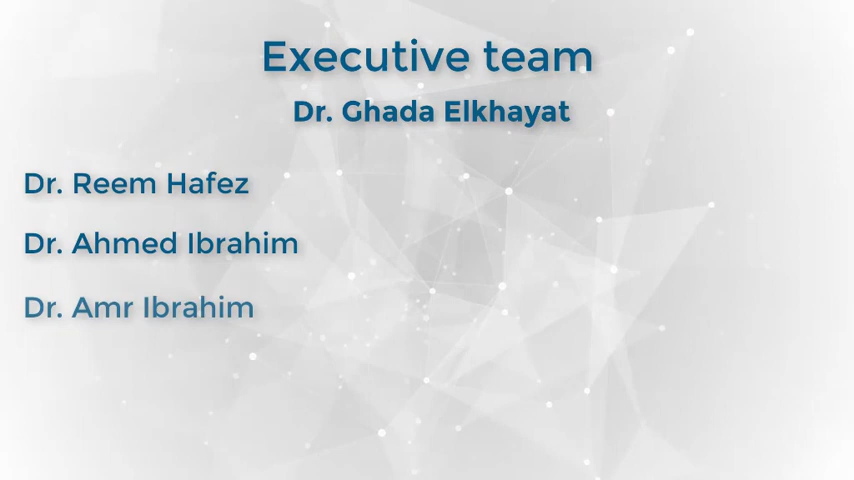 Executive team
Dr. Ghada Elkhayat
Dr. Reem Hafez
Dr. Ahmed Ibrahim
Dr. Amr Ibrahim